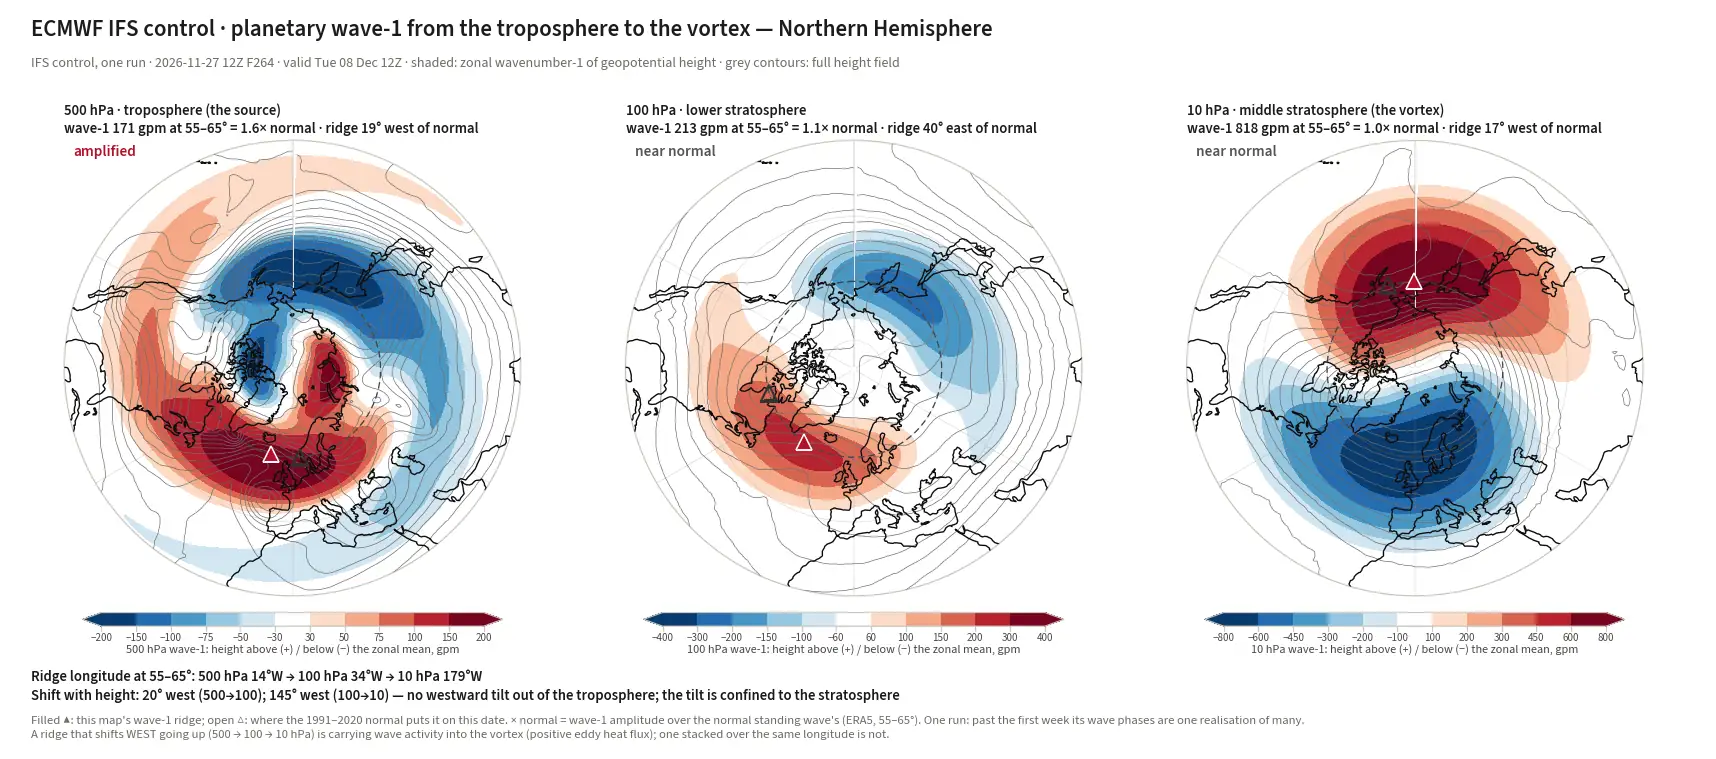 ECMWF IFS control · planetary wave-1 from the troposphere to the vortex — Northern Hemisphere
IFS control, one run · 2026-11-27 12Z F264 · valid Tue 08 Dec 12Z · shaded: zonal wavenumber-1 of geopotential height · grey contours: full height field
500 hPa · troposphere (the source)
wave-1 171 gpm at 55–65° = 1.6× normal · ridge 19° west of normal
amplified
100 hPa · lower stratosphere
wave-1 213 gpm at 55–65° = 1.1× normal · ridge 40° east of normal
near normal
10 hPa · middle stratosphere (the vortex)
wave-1 818 gpm at 55–65° = 1.0× normal · ridge 17° west of normal
near normal
−200 −150 −100 −75 −50 −30 30 50 75 100 150 200
500 hPa wave-1: height above (+) / below (−) the zonal mean, gpm
−400 −300 −200 −150 −100 −60 60 100 150 200 300 400
100 hPa wave-1: height above (+) / below (−) the zonal mean, gpm
−800 −600 −450 −300 −200 −100 100 200 300 450 600 800
10 hPa wave-1: height above (+) / below (−) the zonal mean, gpm
Ridge longitude at 55–65°: 500 hPa 14°W → 100 hPa 34°W → 10 hPa 179°W
Shift with height: 20° west (500→100); 145° west (100→10) — no westward tilt out of the troposphere; the tilt is confined to the stratosphere
Filled ▲: this map's wave-1 ridge; open △: where the 1991–2020 normal puts it on this date. × normal = wave-1 amplitude over the normal standing wave's (ERA5, 55–65°). One run: past the first week its wave phases are one realisation of many.
A ridge that shifts WEST going up (500 → 100 → 10 hPa) is carrying wave activity into the vortex (positive eddy heat flux); one stacked over the same longitude is not.